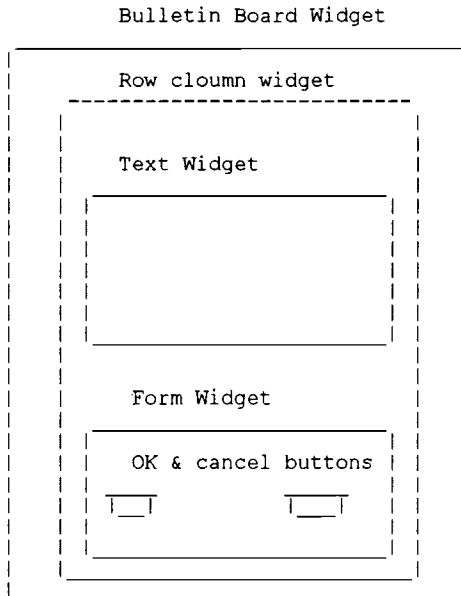 Bulletin Board Widget
Row cloumn widget
Text Widget
Form Widget
OK & cancel buttons